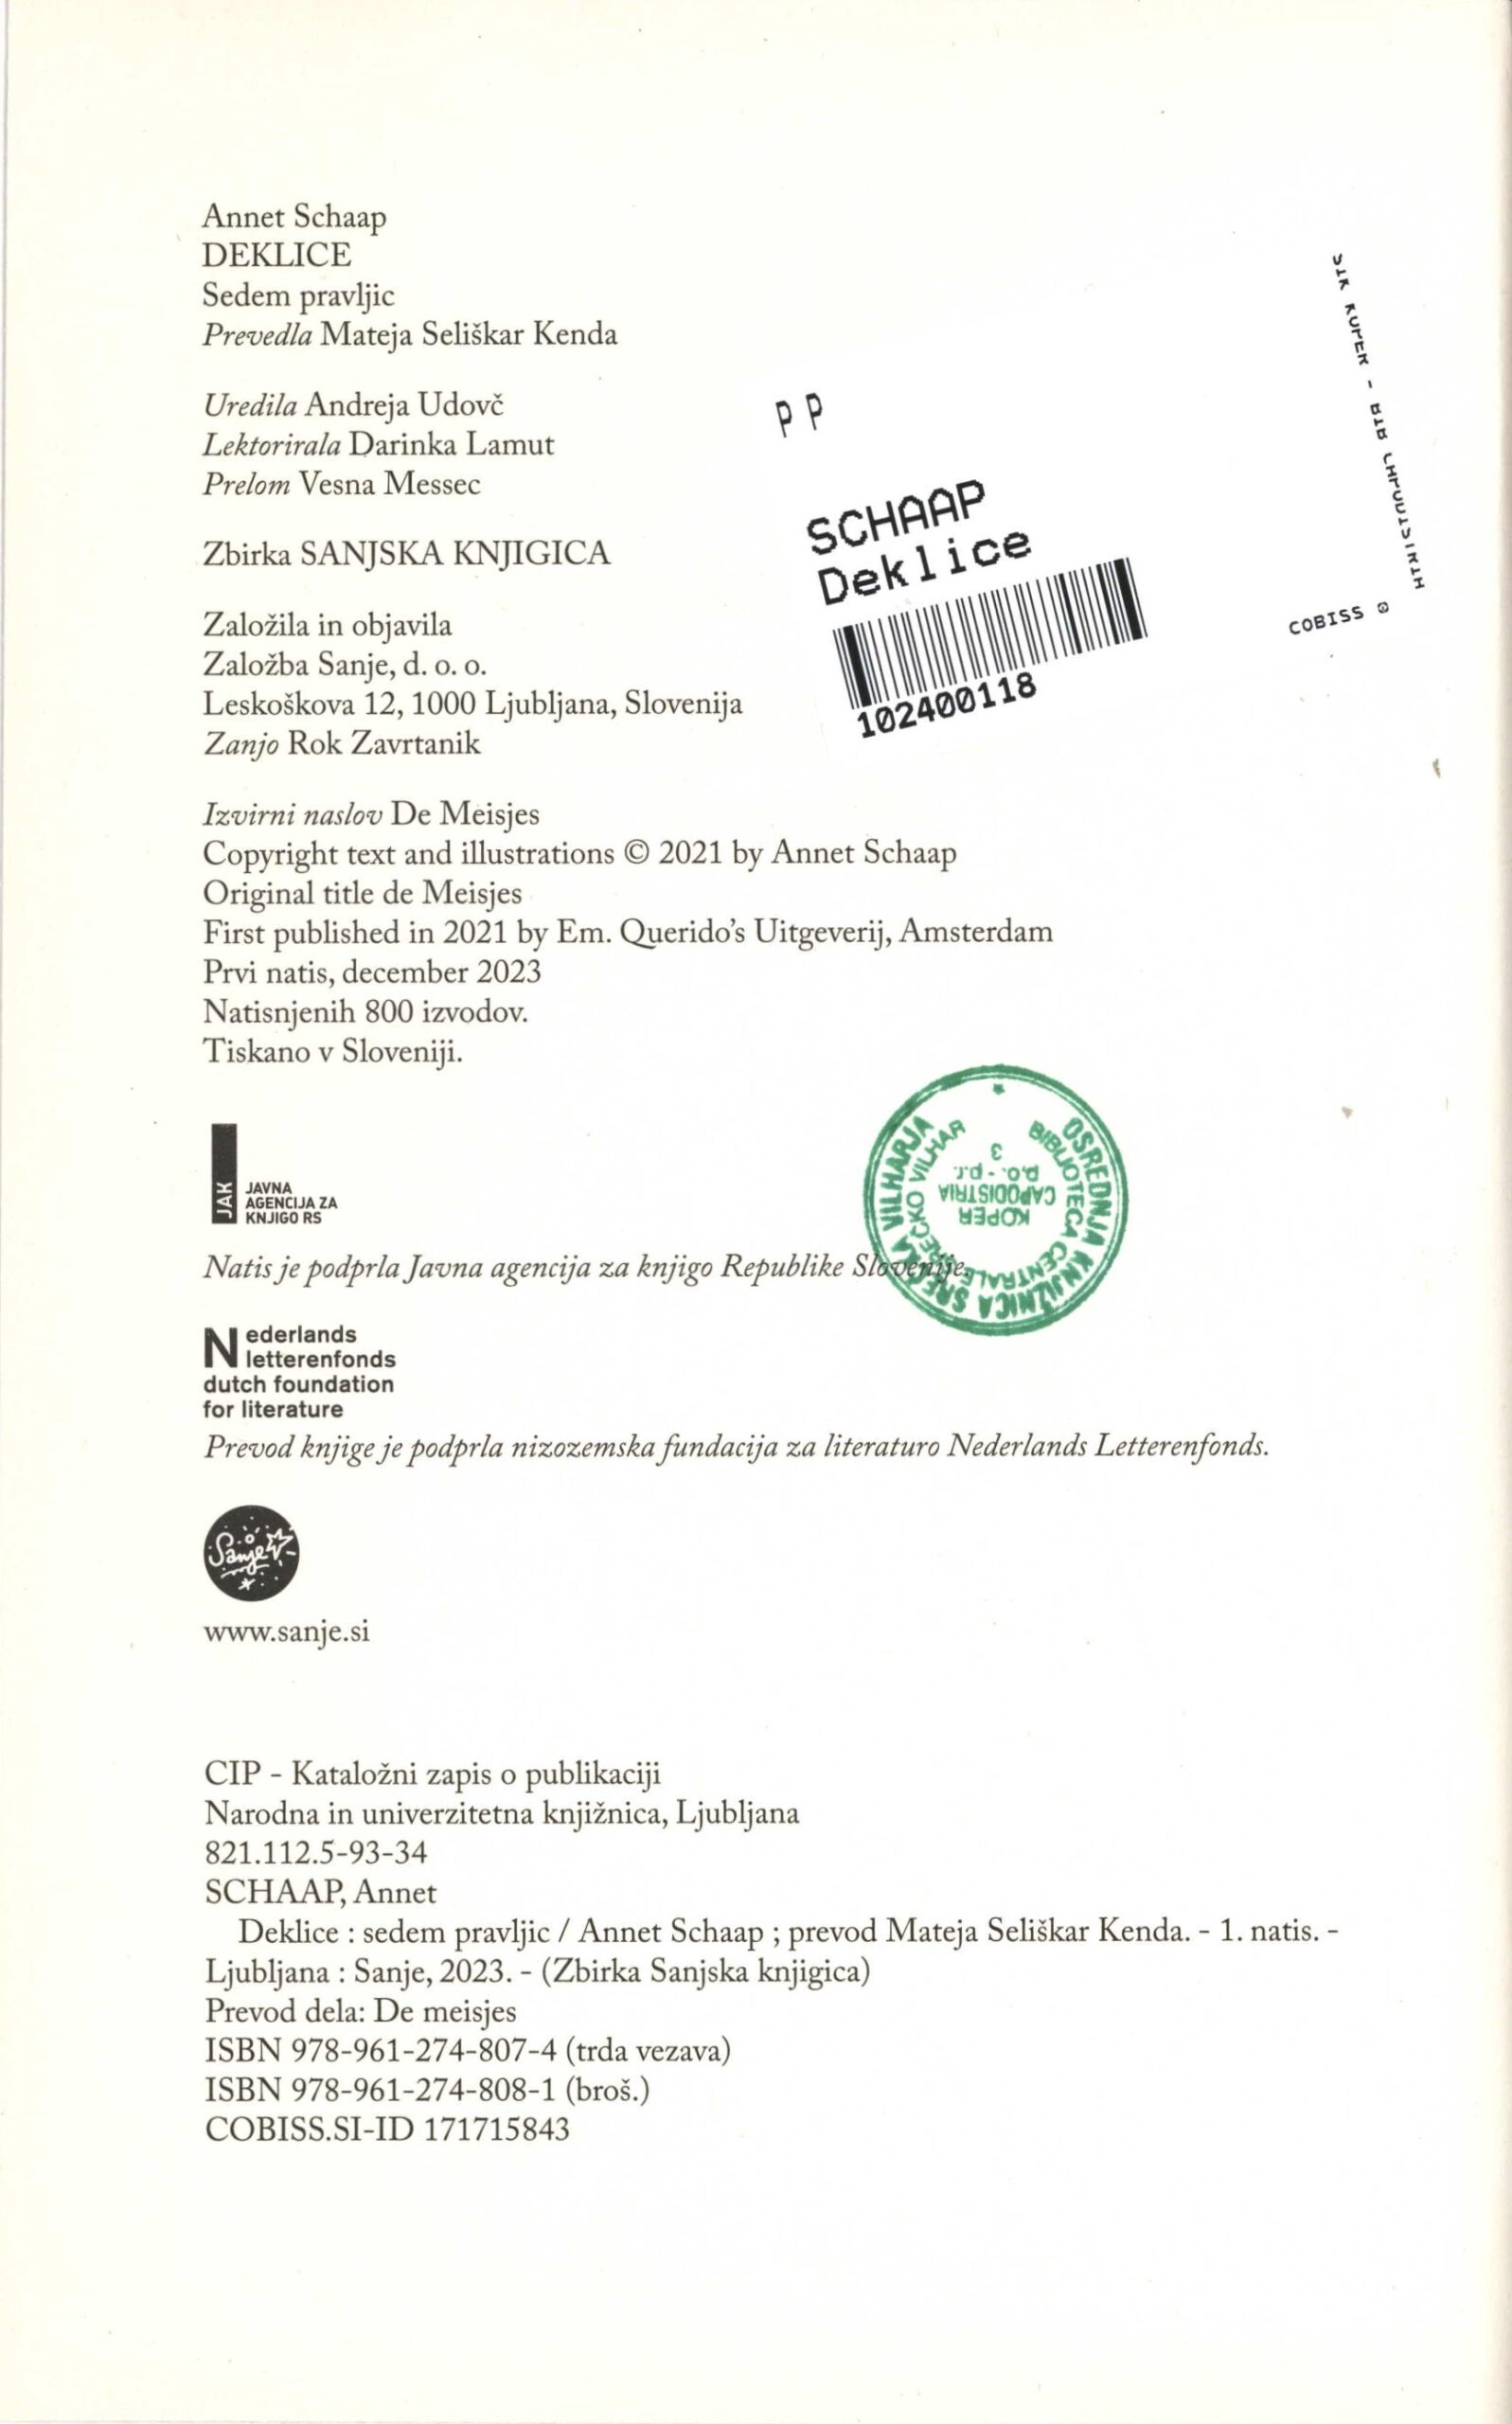 Annet Schaap
DEKLICE
Sedem pravljic
Prevedla Mateja Seliškar Kenda
Uredila Andreja Udovč
Lektorirala Darinka Lamut
Prelom Vesna Messec
Zbirka SANJSKA KNJIGICA
Založila in objavila
Založba Sanje, d. o. o.
Leskoškova 12, 1000 Ljubljana, Slovenija
Zanjo Rok Zavrtanik
PP
SCHAAP
Deklice
102400118
COBISS
Izvirni naslov De Meisjes
Copyright text and illustrations © 2021 by Annet Schaap
Original title de Meisjes
First published in 2021 by Em. Querido’s Uitgeverij, Amsterdam
Prvi natis, december 2023
Natisnjenih 800 izvodov.
Tiskano v Sloveniji.
JAK
JAVNA
AGENCIJA ZA
KNJIGO RS
Natis je podprla Javna agencija za knjigo Republike Slovenije.
OSREDNJA KNJIŽNICA SREČKA VILHARJA
BIBLIOTECA CENTRALE SREČKO VILHAR
KOPER
CAPODISTRIA
p.o. - p.r.
3
Nederlands
letterenfonds
dutch foundation
for literature
Prevod knjige je podprla nizozemska fundacija za literaturo Nederlands Letterenfonds.
Sanje
www.sanje.si
CIP - Kataložni zapis o publikaciji
Narodna in univerzitetna knjižnica, Ljubljana
821.112.5-93-34
SCHAAP, Annet
Deklice : sedem pravljic / Annet Schaap ; prevod Mateja Seliškar Kenda. - 1. natis. -
Ljubljana : Sanje, 2023. - (Zbirka Sanjska knjigica)
Prevod dela: De meisjes
ISBN 978-961-274-807-4 (trda vezava)
ISBN 978-961-274-808-1 (broš.)
COBISS.SI-ID 171715843